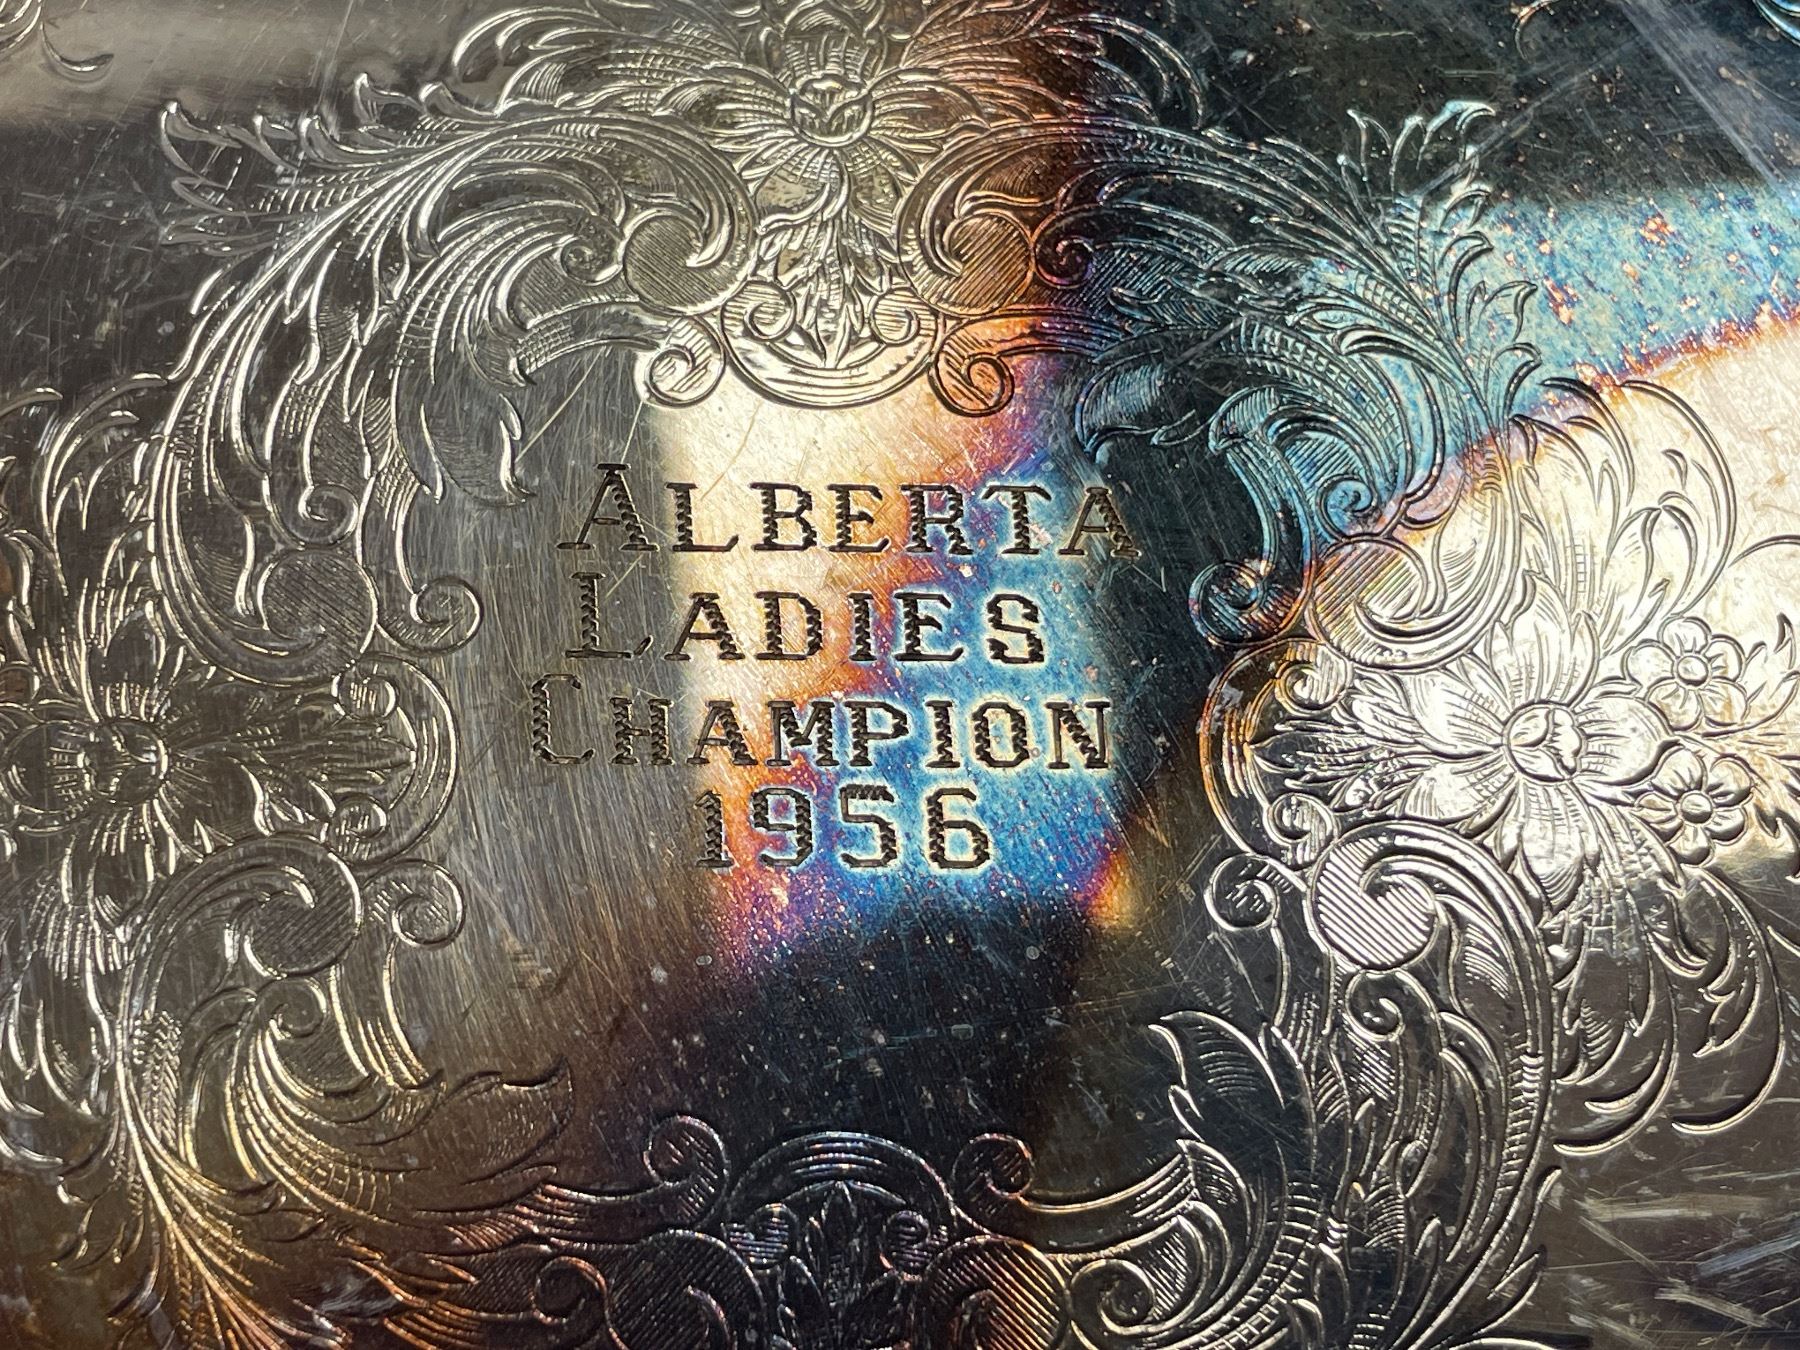 ALBERTA
LADIES
CHAMPION
1956